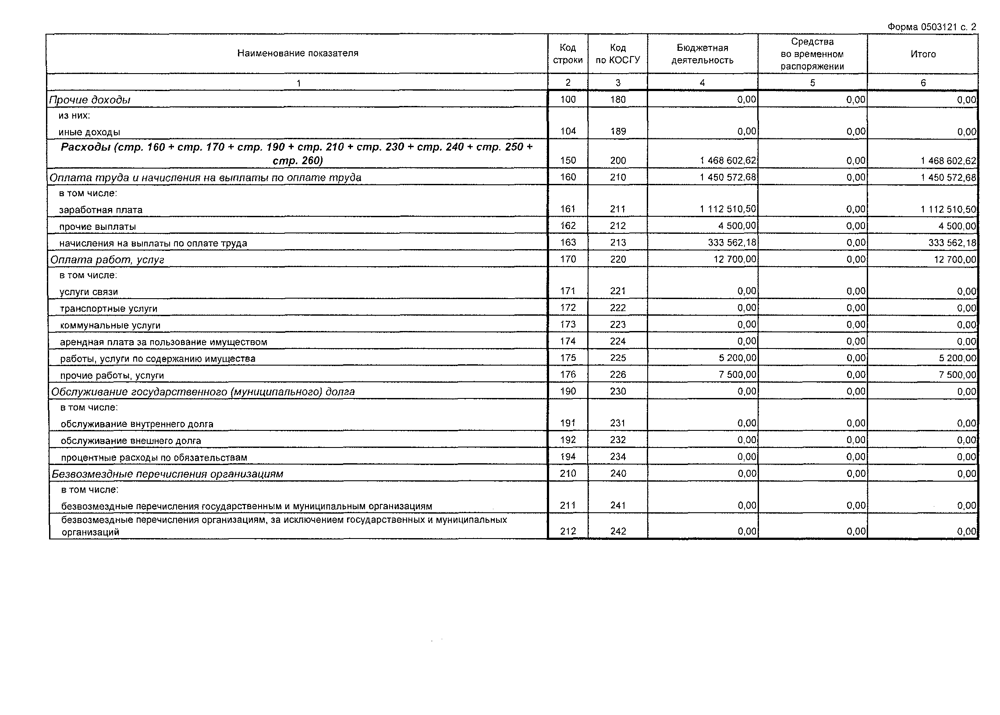 Форма 0503121 с. 2
Наименование показателя | Код строки | Код по КОСГУ | Бюджетная деятельность | Средства во временном распоряжении | Итого
1 | 2 | 3 | 4 | 5 | 6
Прочие доходы | 100 | 180 | 0,00 | 0,00 | 0,00
из них:
иные доходы | 104 | 189 | 0,00 | 0,00 | 0,00
Расходы (стр. 160 + стр. 170 + стр. 190 + стр. 210 + стр. 230 + стр. 240 + стр. 250 +
стр. 260) | 150 | 200 | 1 468 602,62 | 0,00 | 1 468 602,62
Оплата труда и начисления на выплаты по оплате труда | 160 | 210 | 1 450 572,68 | 0,00 | 1 450 572,68
в том числе:
заработная плата | 161 | 211 | 1 112 510,50 | 0,00 | 1 112 510,50
прочие выплаты | 162 | 212 | 4 500,00 | 0,00 | 4 500,00
начисления на выплаты по оплате труда | 163 | 213 | 333 562,18 | 0,00 | 333 562,18
Оплата работ, услуг | 170 | 220 | 12 700,00 | 0,00 | 12 700,00
в том числе:
услуги связи | 171 | 221 | 0,00 | 0,00 | 0,00
транспортные услуги | 172 | 222 | 0,00 | 0,00 | 0,00
коммунальные услуги | 173 | 223 | 0,00 | 0,00 | 0,00
арендная плата за пользование имуществом | 174 | 224 | 0,00 | 0,00 | 0,00
работы, услуги по содержанию имущества | 175 | 225 | 5 200,00 | 0,00 | 5 200,00
прочие работы, услуги | 176 | 226 | 7 500,00 | 0,00 | 7 500,00
Обслуживание государственного (муниципального) долга | 190 | 230 | 0,00 | 0,00 | 0,00
в том числе:
обслуживание внутреннего долга | 191 | 231 | 0,00 | 0,00 | 0,00
обслуживание внешнего долга | 192 | 232 | 0,00 | 0,00 | 0,00
процентные расходы по обязательствам | 194 | 234 | 0,00 | 0,00 | 0,00
Безвозмездные перечисления организациям | 210 | 240 | 0,00 | 0,00 | 0,00
в том числе:
безвозмездные перечисления государственным и муниципальным организациям | 211 | 241 | 0,00 | 0,00 | 0,00
безвозмездные перечисления организациям, за исключением государственных и муниципальных
организаций | 212 | 242 | 0,00 | 0,00 | 0,00